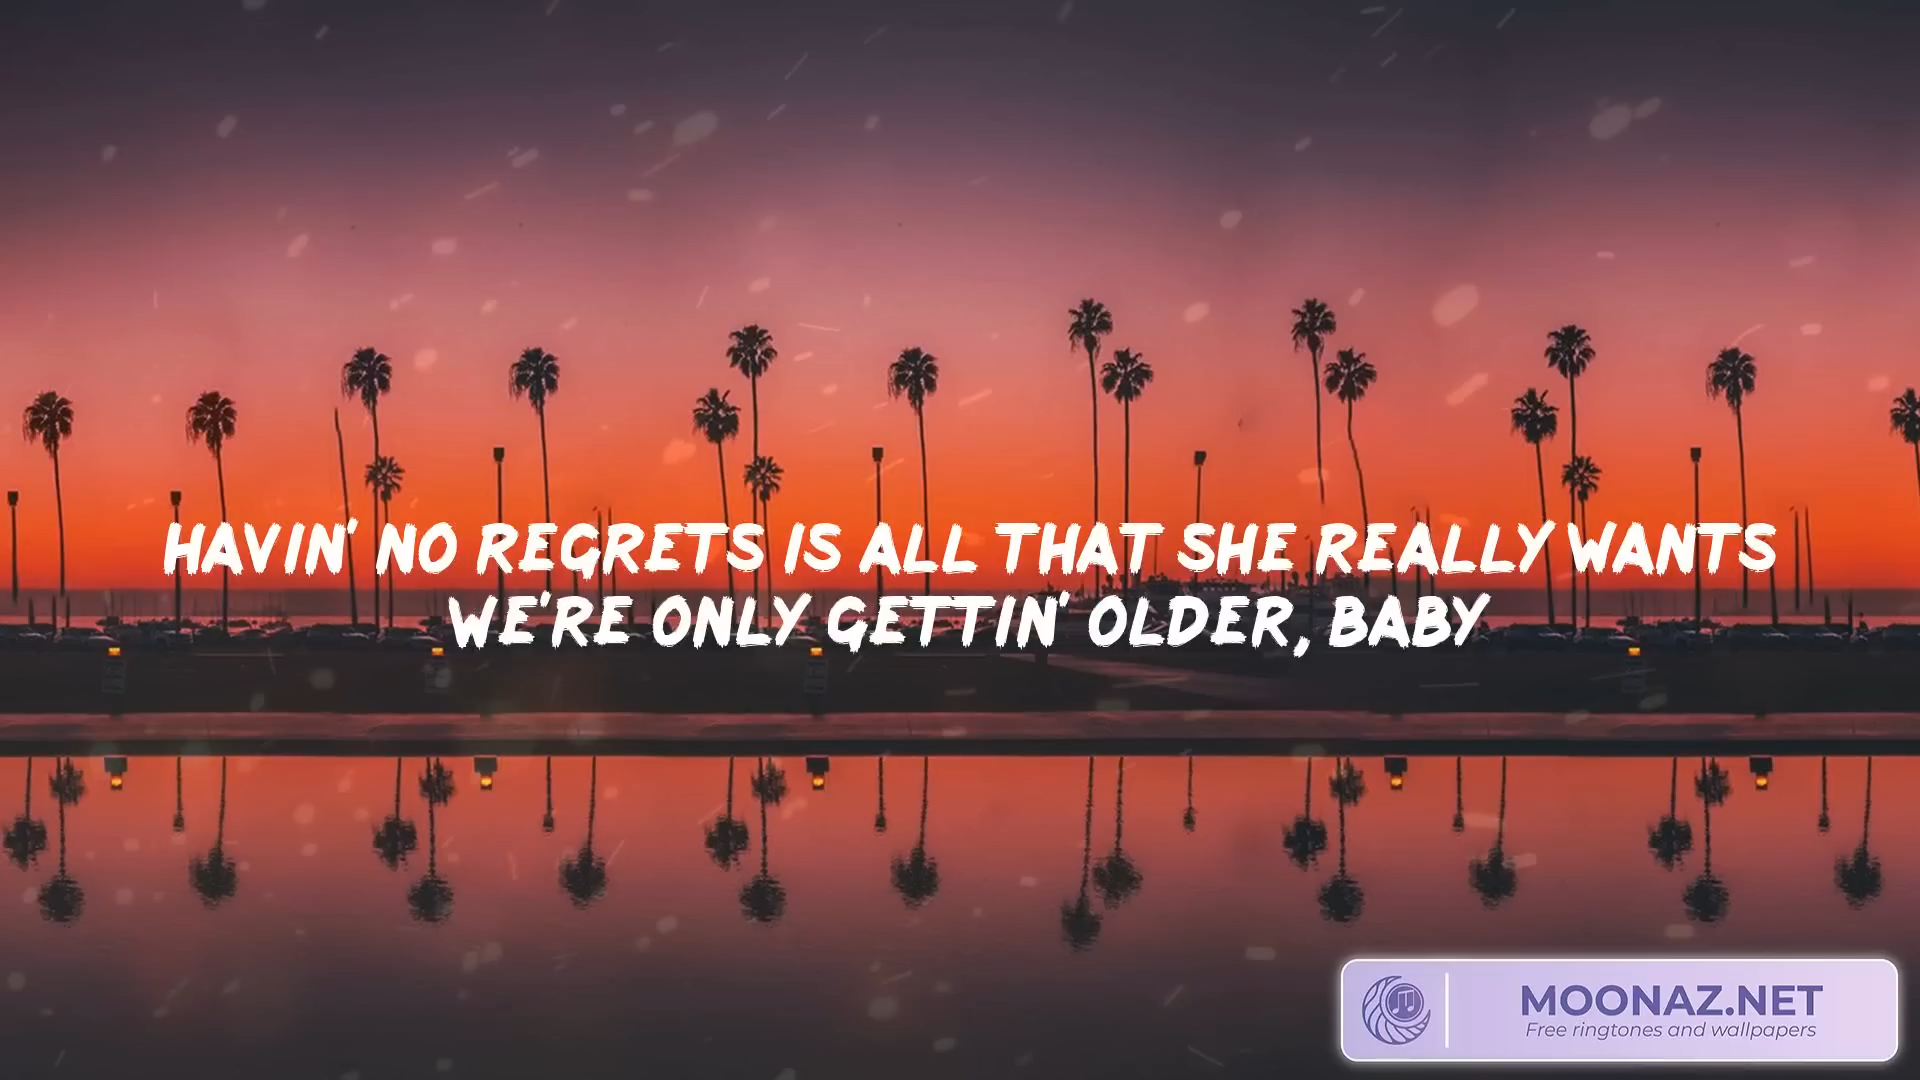 HAVIN' NO REGRETS IS ALL THAT SHE REALLY WANTS
WE'RE ONLY GETTIN' OLDER, BABY
MOONAZ.NET
Free ringtones and wallpapers